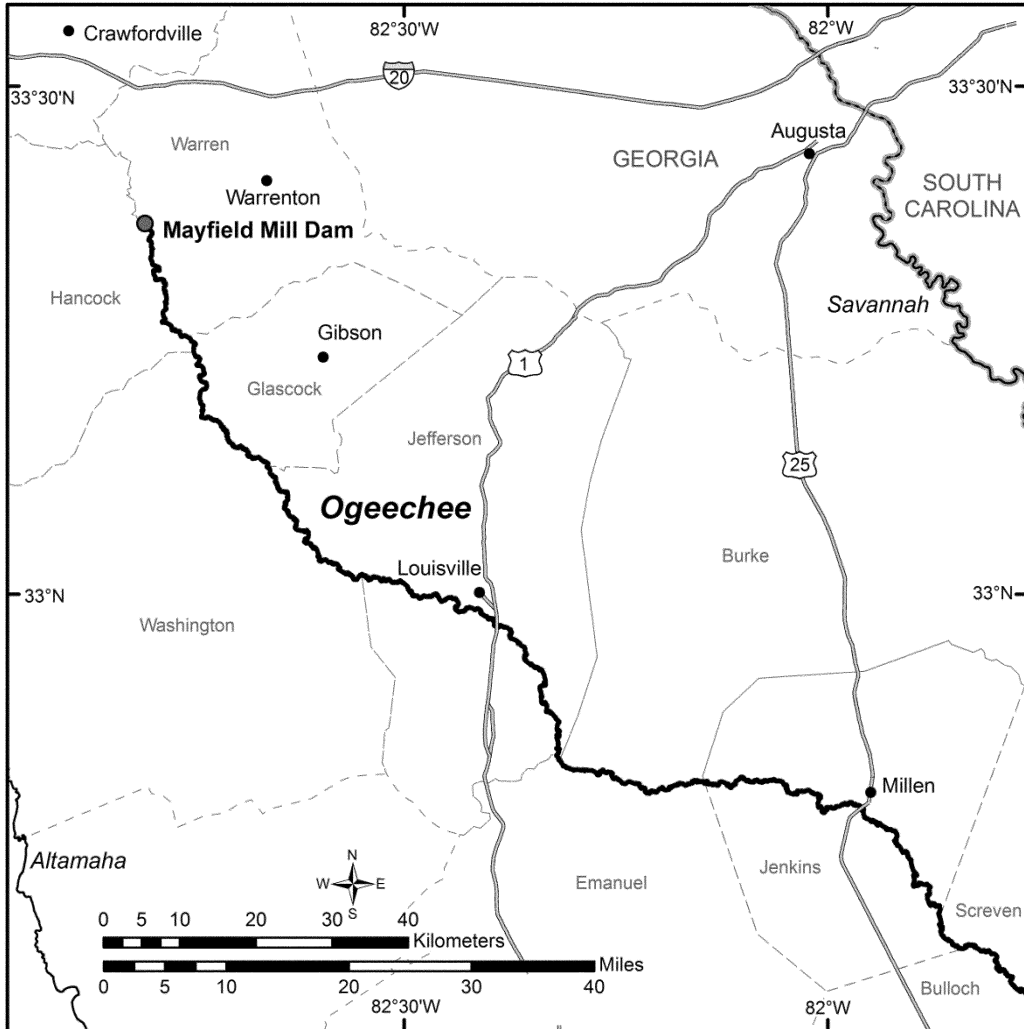 Crawfordville
82°30'W
82°W
20
33°30'N
33°30'N
Augusta
Warren
GEORGIA
Warrenton
SOUTH
CAROLINA
Mayfield Mill Dam
Hancock
Savannah
Gibson
1
Glascock
Jefferson
25
Ogeechee
Burke
Louisville
33°N
33°N
Washington
Millen
Altamaha
N
W
E
S
Emanuel
Jenkins
Screven
0 5 10 20 30 40
Kilometers
Miles
0 5 10 20 30 40
Bulloch
82°30'W
82°W